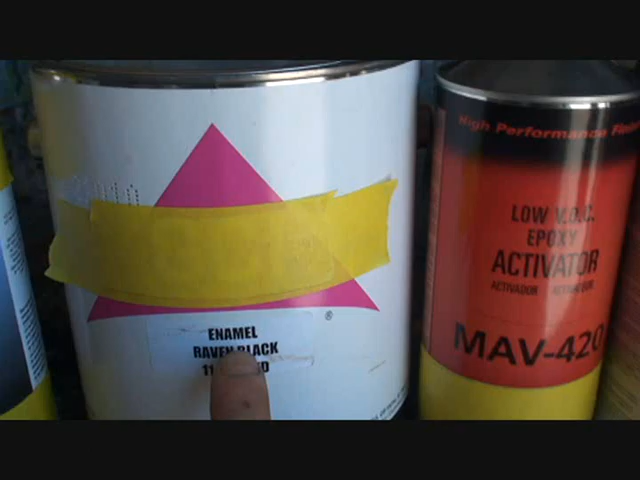 ENAMEL
RAVEN BLACK
®
High Performance
LOW V.O.C.
EPOXY
ACTIVATOR
ACTIVADOR
MAV-420